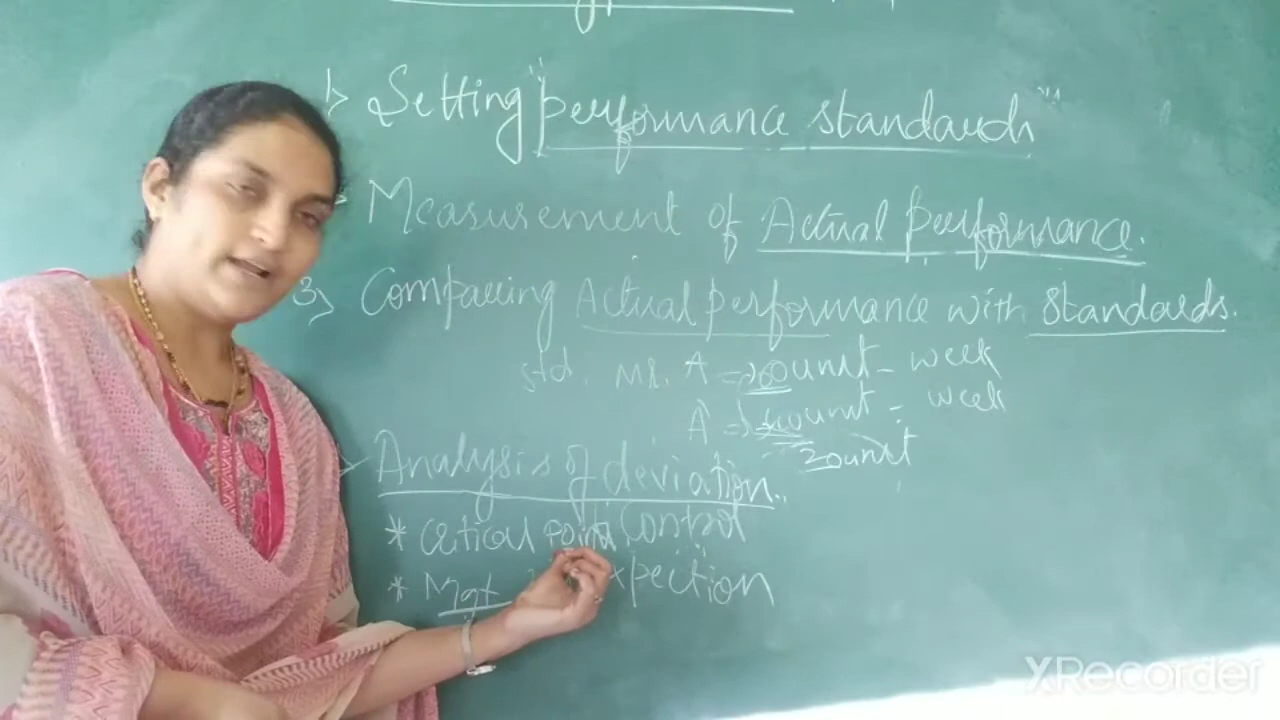 1> Setting "performance standards"
> Measurement of Actual performance.
3> Comparing Actual performance with Standards.
std. Mr. A → unit - week
A → unit - week
20 unit
> Analysis of deviation.
* critical point Control
* Mgt
XRecorder